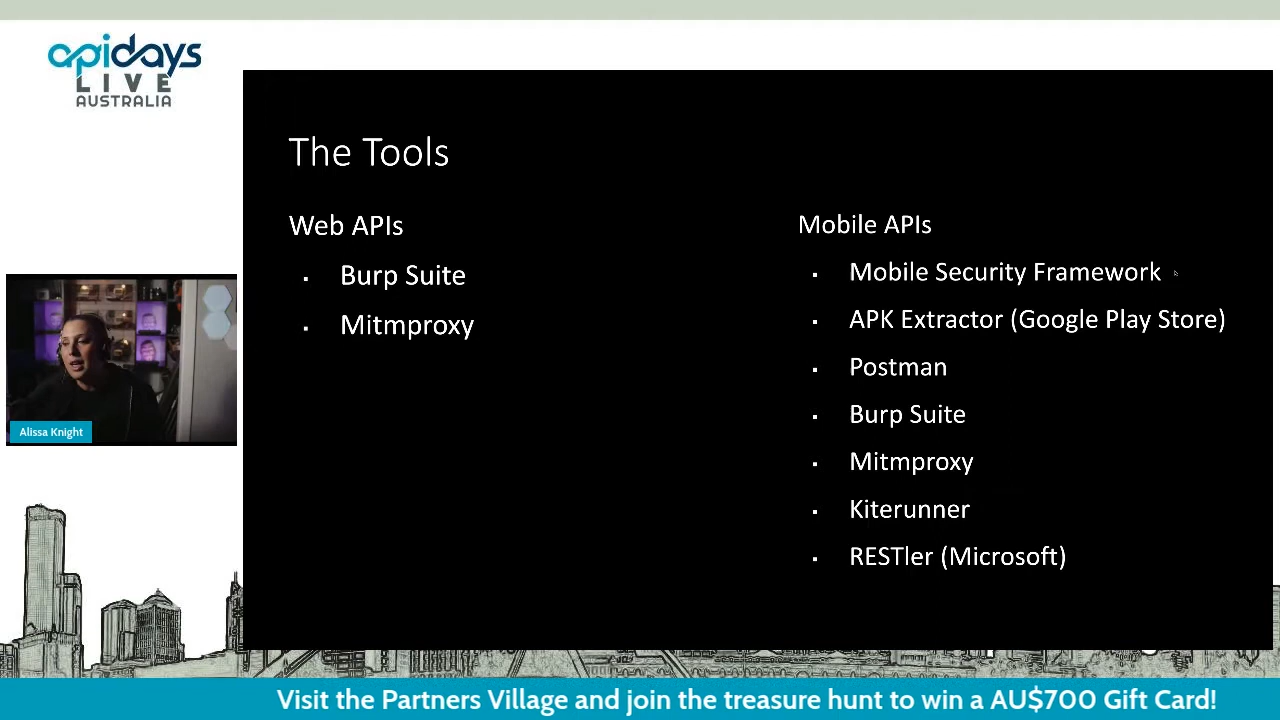 apidays
LIVE
AUSTRALIA
The Tools
Web APIs
▪ Burp Suite
▪ Mitmproxy
Mobile APIs
▪ Mobile Security Framework
▪ APK Extractor (Google Play Store)
▪ Postman
▪ Burp Suite
▪ Mitmproxy
▪ Kiterunner
▪ RESTler (Microsoft)
Alissa Knight
Visit the Partners Village and join the treasure hunt to win a AU$700 Gift Card!